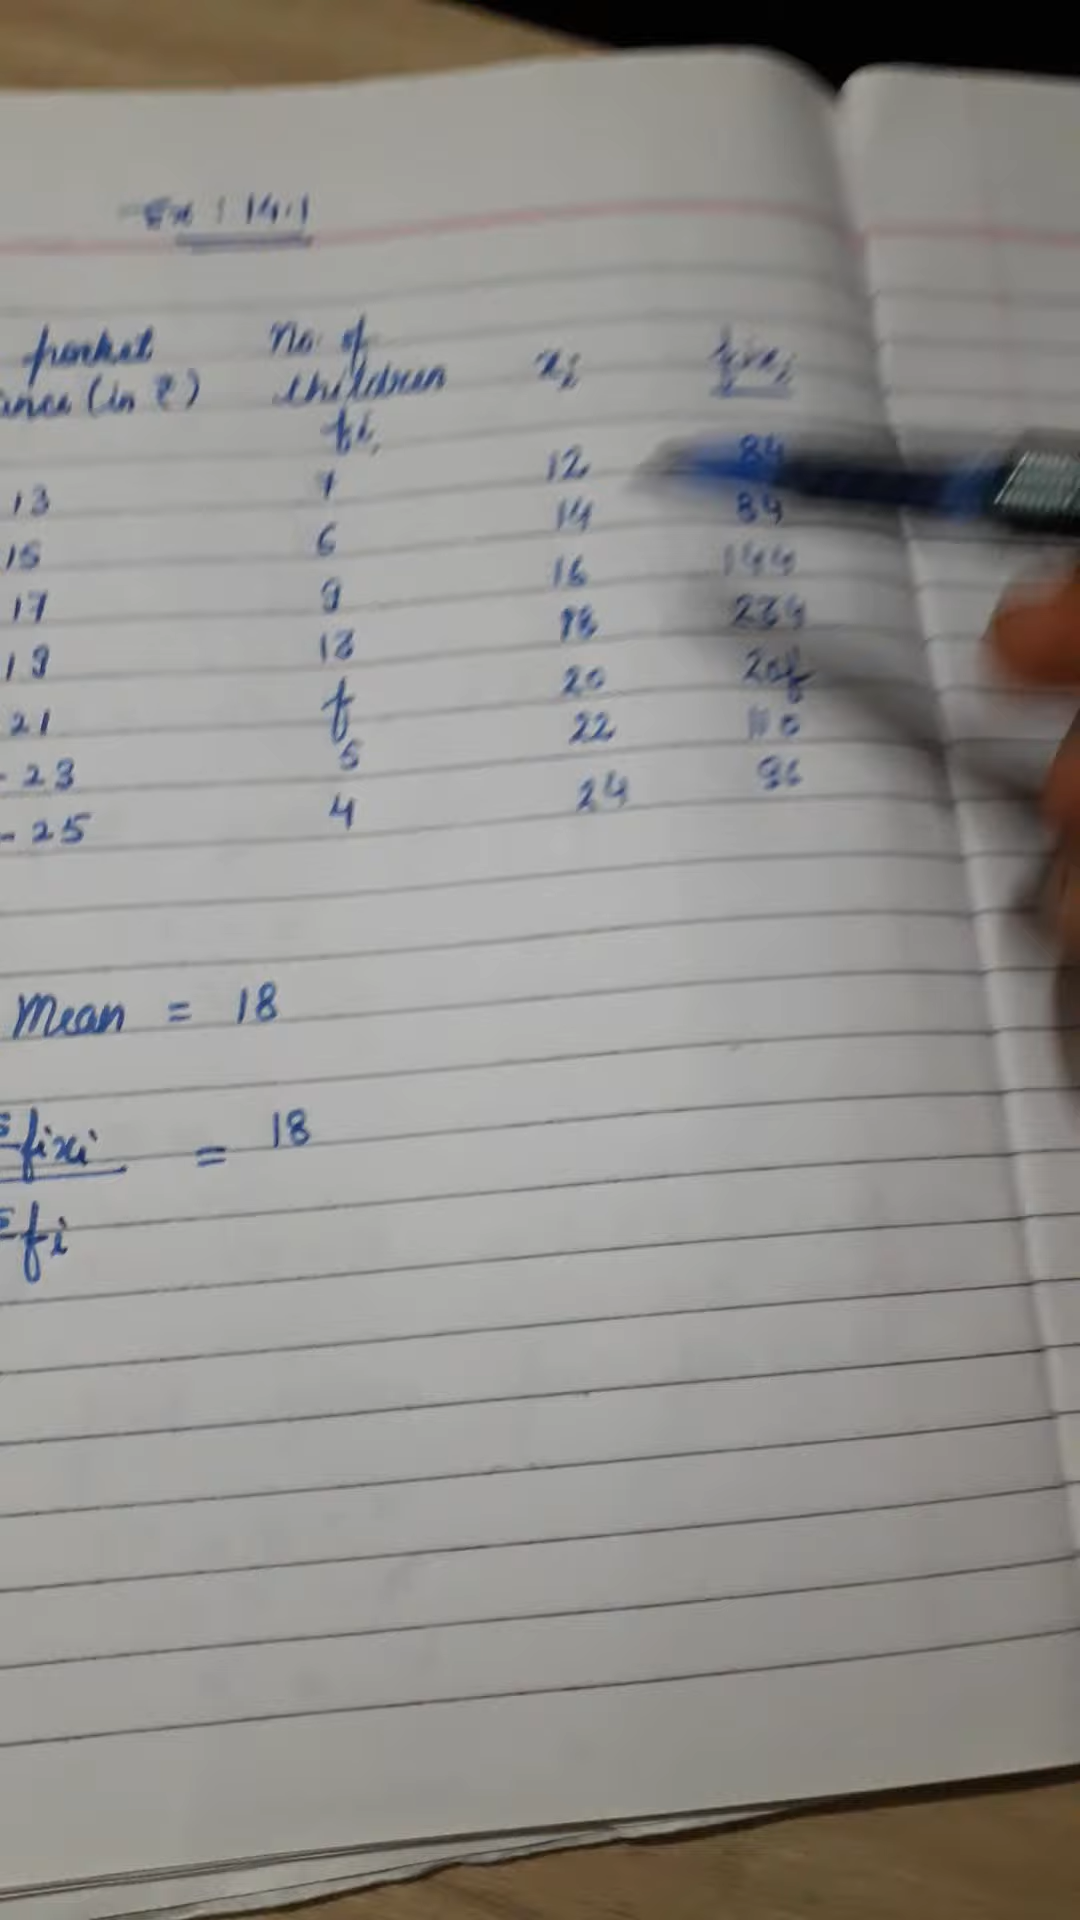 Ex : 14.1
pocket No. of xi fixi
ance (in ₹) children
fi
13 7 12 84
15 6 14 84
17 9 16 144
19 13 18 234
21 f 20 20f
- 23 5 22 110
- 25 4 24 96
Mean = 18
Σfixi = 18
Σfi